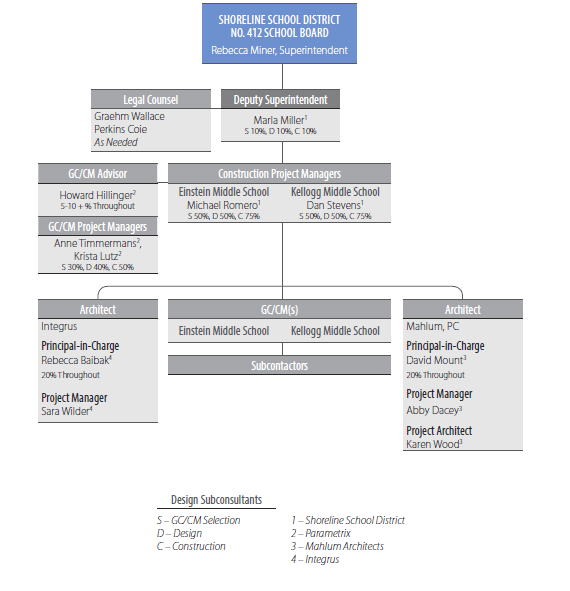 SHORELINE SCHOOL DISTRICT
NO. 412 SCHOOL BOARD
Rebecca Miner, Superintendent
Legal Counsel
Graehm Wallace
Perkins Coie
As Needed
Deputy Superintendent
Marla Miller¹
S 10%, D 10%, C 10%
GC/CM Advisor
Howard Hillinger²
5-10 + % Throughout
GC/CM Project Managers
Anne Timmermans²,
Krista Lutz²
S 30%, D 40%, C 50%
Construction Project Managers
Einstein Middle School
Michael Romero¹
S 50%, D 50%, C 75%
Kellogg Middle School
Dan Stevens¹
S 50%, D 50%, C 75%
Architect
Integrus
Principal-in-Charge
Rebecca Baibak⁴
20% Throughout
Project Manager
Sara Wilder⁴
GC/CM(s)
Einstein Middle School Kellogg Middle School
Subcontactors
Architect
Mahlum, PC
Principal-in-Charge
David Mount³
20% Throughout
Project Manager
Abby Dacey³
Project Architect
Karen Wood³
Design Subconsultants
S – GC/CM Selection
D – Design
C – Construction
1 – Shoreline School District
2 – Parametrix
3 – Mahlum Architects
4 – Integrus